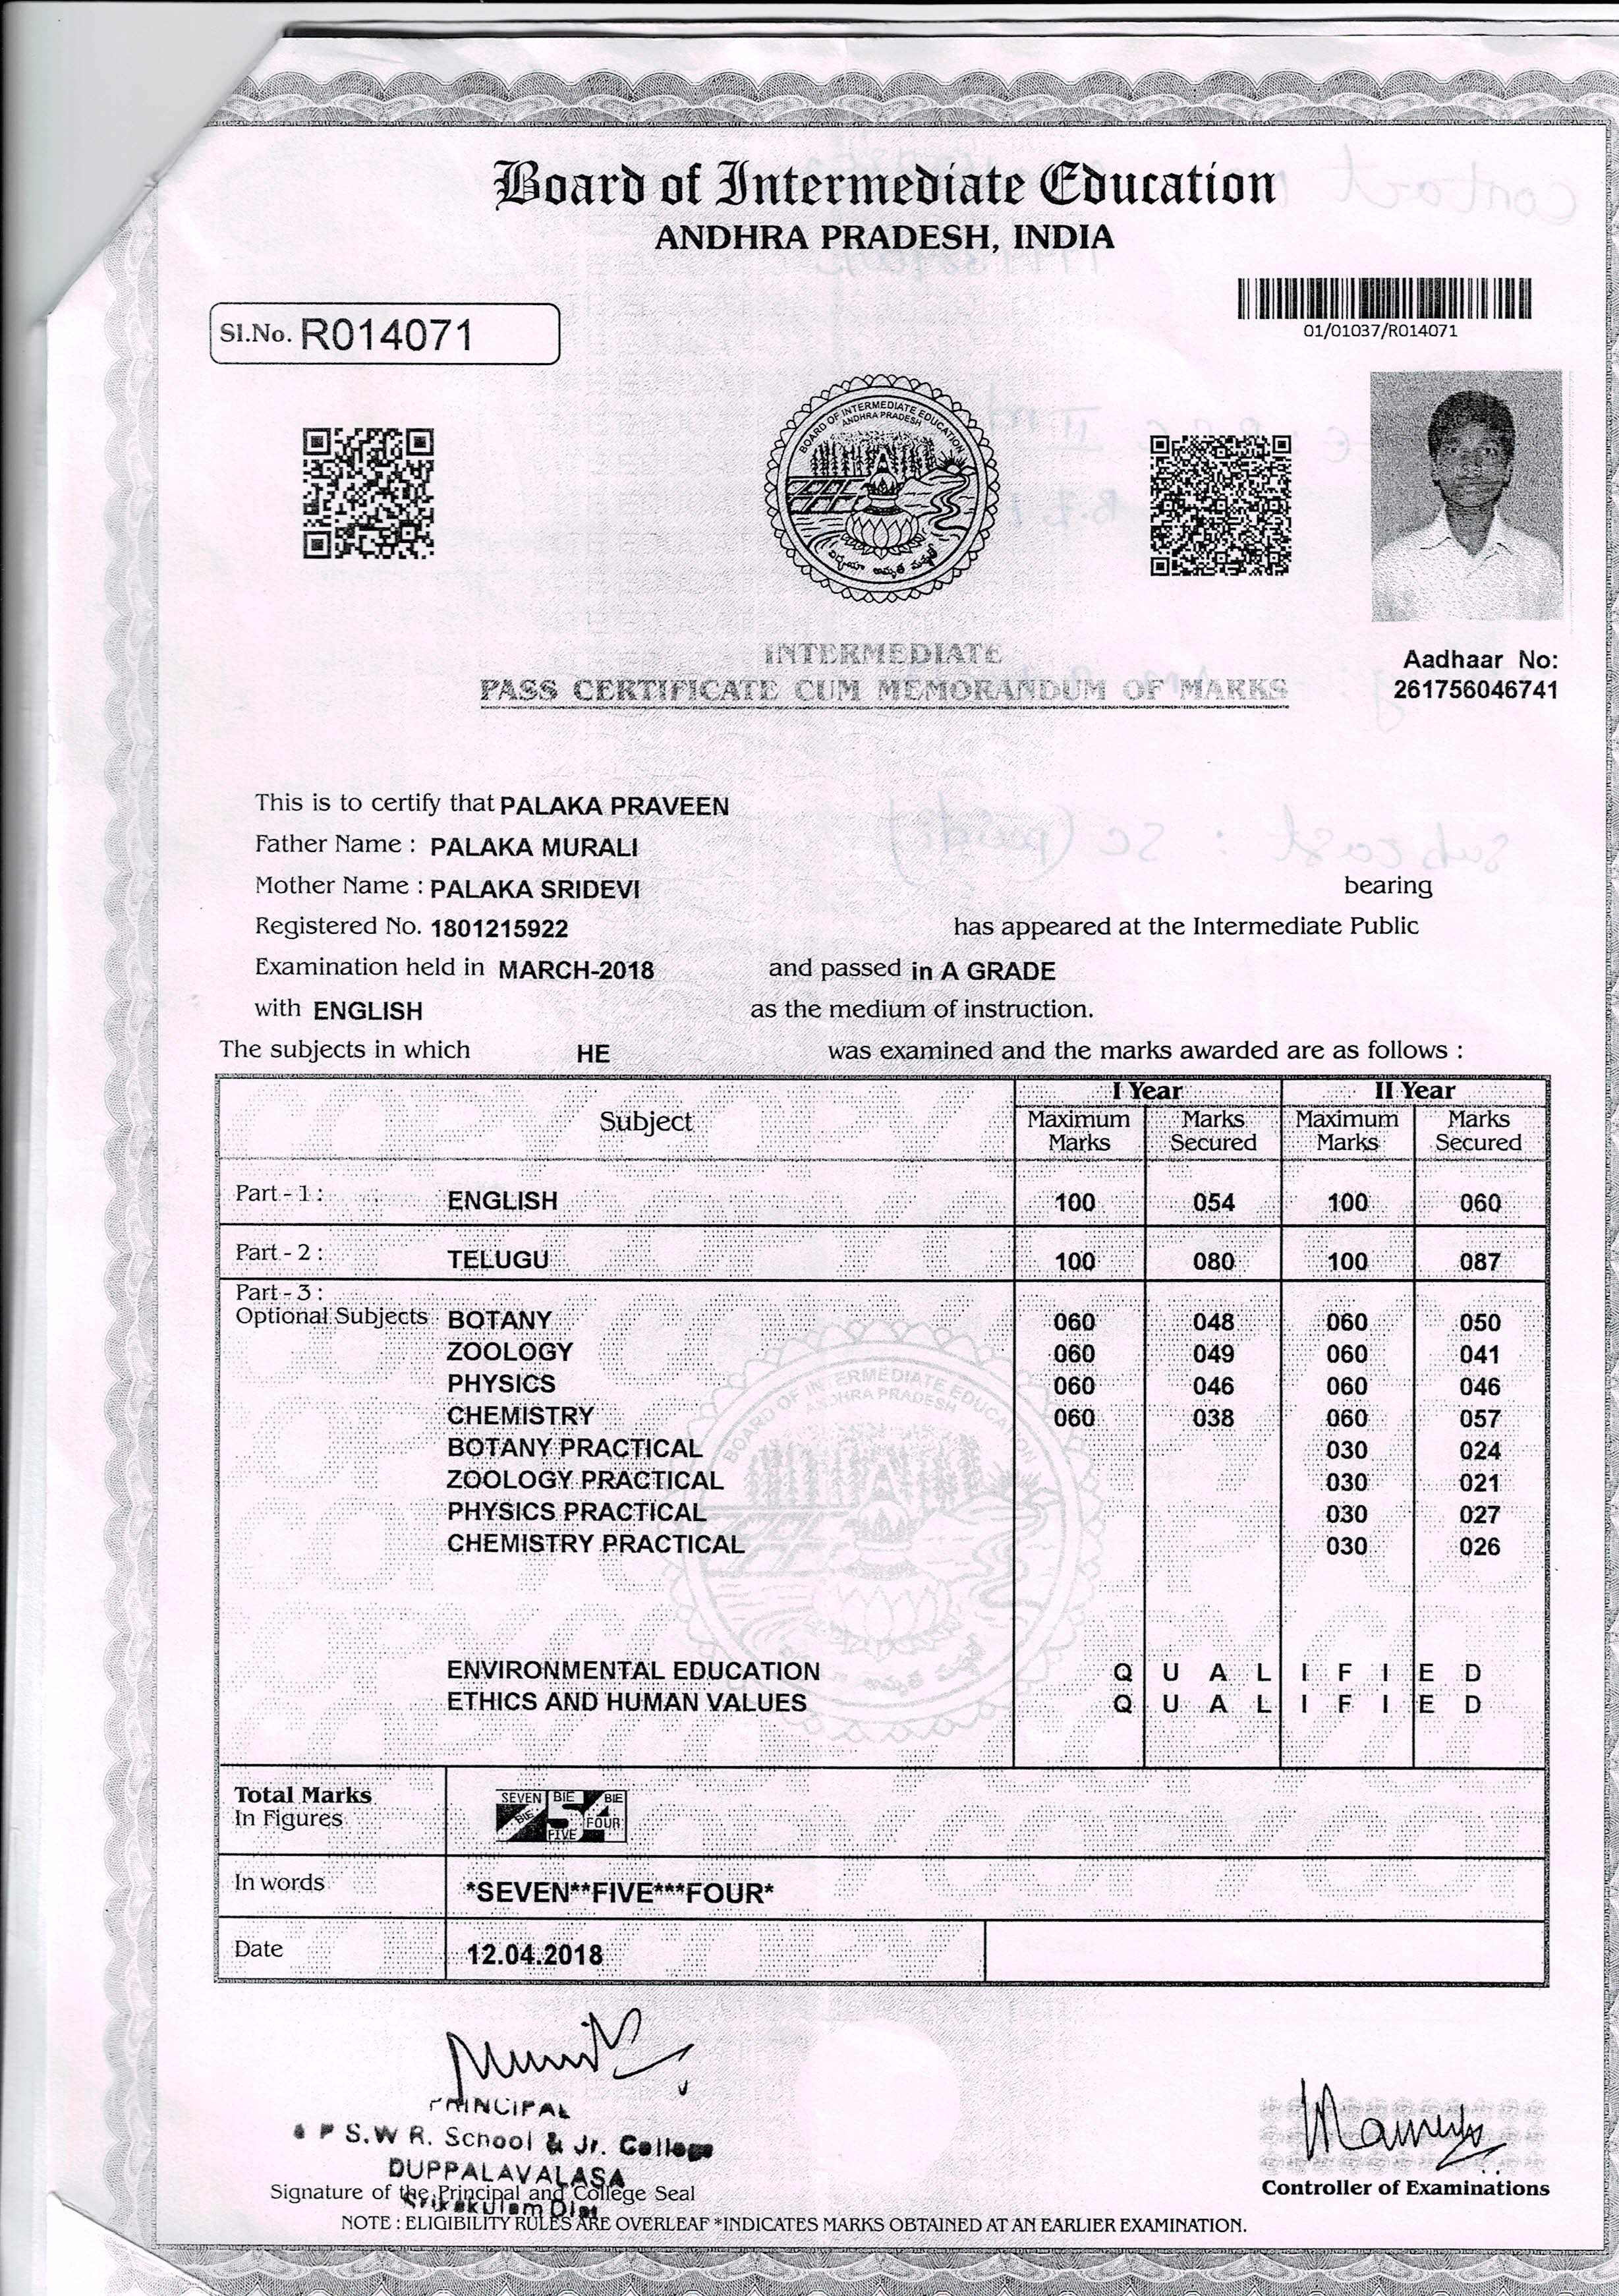 Board of Intermediate Education
ANDHRA PRADESH, INDIA
Sl.No. R014071
01/01037/R014071
BOARD OF INTERMEDIATE EDUCATION
ANDHRA PRADESH
INTERMEDIATE
PASS CERTIFICATE CUM MEMORANDUM OF MARKS
Aadhaar No:
261756046741
This is to certify that PALAKA PRAVEEN
Father Name : PALAKA MURALI
Mother Name : PALAKA SRIDEVI bearing
Registered No. 1801215922 has appeared at the Intermediate Public
Examination held in MARCH-2018 and passed in A GRADE
with ENGLISH as the medium of instruction.
The subjects in which HE was examined and the marks awarded are as follows :
Subject I Year II Year
Maximum Marks Marks Secured Maximum Marks Marks Secured
Part - 1 : ENGLISH 100 054 100 060
Part - 2 : TELUGU 100 080 100 087
Part - 3 :
Optional Subjects BOTANY 060 048 060 050
ZOOLOGY 060 049 060 041
PHYSICS 060 046 060 046
CHEMISTRY 060 038 060 057
BOTANY PRACTICAL 030 024
ZOOLOGY PRACTICAL 030 021
PHYSICS PRACTICAL 030 027
CHEMISTRY PRACTICAL 030 026
ENVIRONMENTAL EDUCATION Q U A L I F I E D
ETHICS AND HUMAN VALUES Q U A L I F I E D
Total Marks
In Figures 754
SEVEN BIE BIE
BIE FIVE FOUR
In words *SEVEN**FIVE***FOUR*
Date 12.04.2018
PRINCIPAL
P S.W R. School & Jr. College
DUPPALAVALASA
Srikakulam Dist
Signature of the Principal and College Seal
Controller of Examinations
NOTE : ELIGIBILITY RULES ARE OVERLEAF *INDICATES MARKS OBTAINED AT AN EARLIER EXAMINATION.